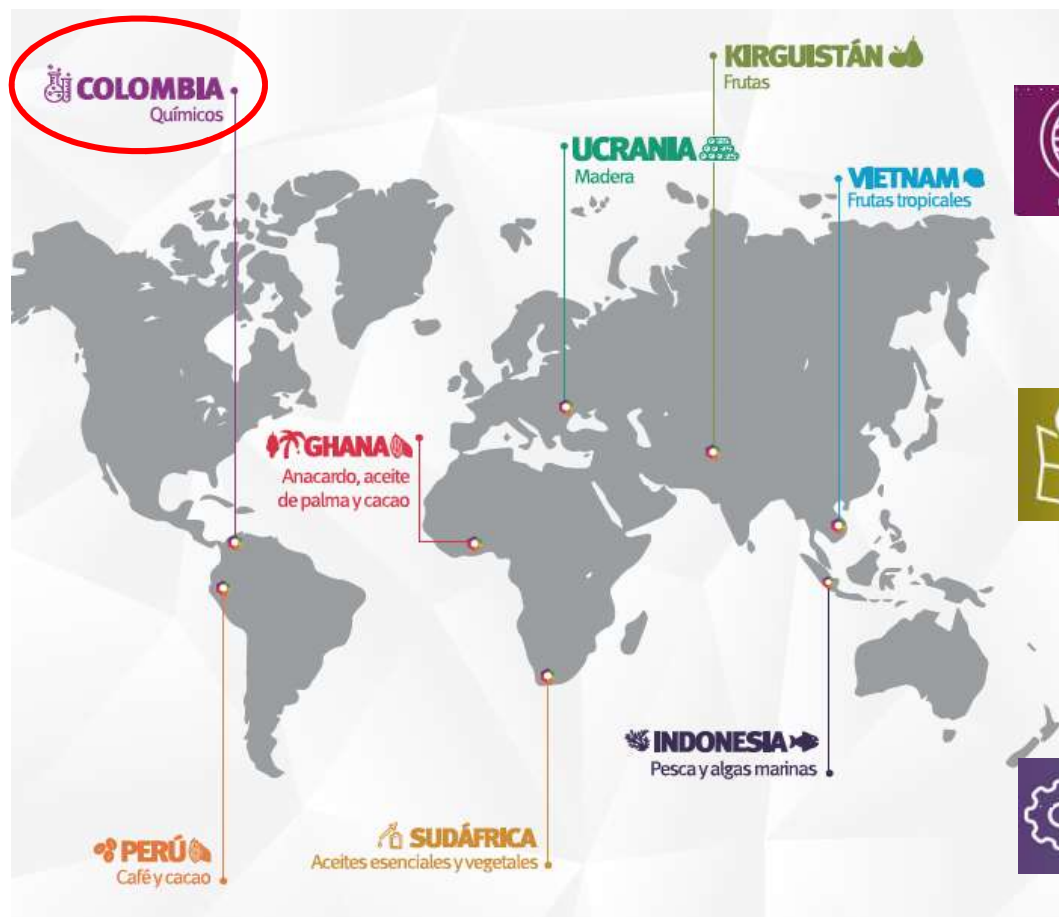 COLOMBIA
Químicos
KIRGUISTÁN
Frutas
UCRANIA
Madera
VIETNAM
Frutas tropicales
GHANA
Anacardo, aceite
de palma y cacao
INDONESIA
Pesca y algas marinas
PERÚ
Café y cacao
SUDÁFRICA
Aceites esenciales y vegetales